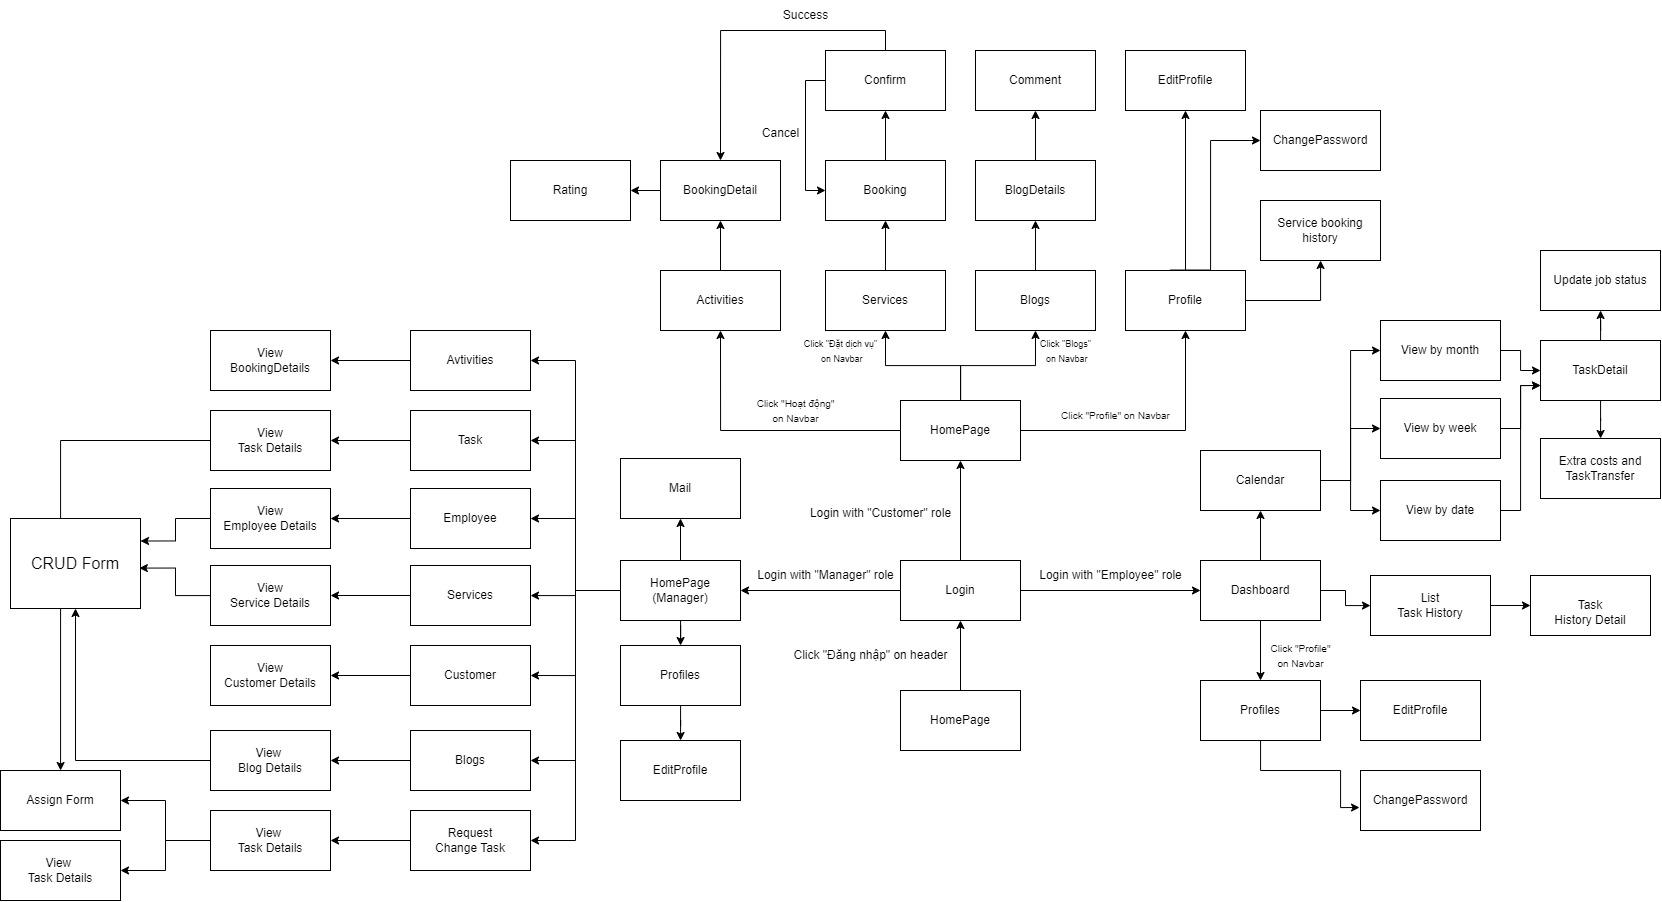 Success
Confirm
Comment
EditProfile
Cancel
ChangePassword
Rating
BookingDetail
Booking
BlogDetails
Service booking
history
Activities
Services
Blogs
Profile
Update job status
Click "Đặt dich vụ"
on Navbar
Click "Blogs"
on Navbar
View
BookingDetails
Avtivities
View by month
TaskDetail
Click "Hoạt động"
on Navbar
Click "Profile" on Navbar
HomePage
View
Task Details
Task
View by week
Extra costs and
TaskTransfer
Mail
Calendar
View by date
Login with "Customer" role
View
Employee Details
Employee
CRUD Form
View
Service Details
Services
HomePage
(Manager)
Login with "Manager" role
Login
Login with "Employee" role
Dashboard
List
Task History
Task
History Detail
Click "Đăng nhập" on header
Click "Profile"
on Navbar
View
Customer Details
Customer
Profiles
HomePage
Profiles
EditProfile
View
Blog Details
Blogs
EditProfile
Assign Form
ChangePassword
View
Task Details
Request
Change Task
View
Task Details